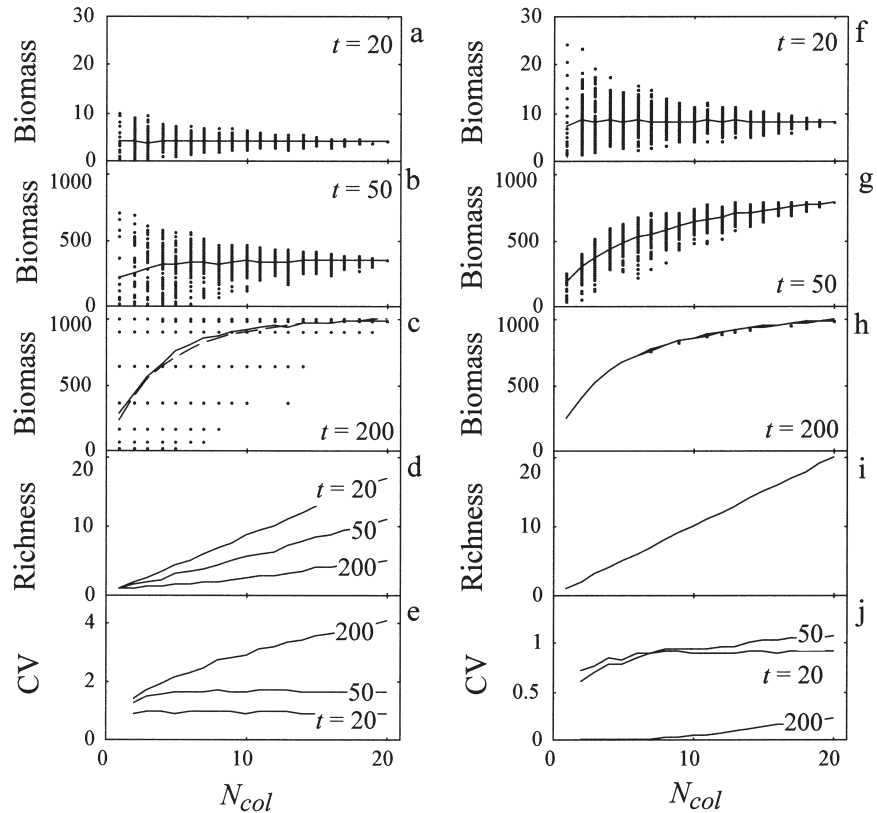 30
20
10
0
Biomass
t = 20
a
1000
500
0
Biomass
t = 50
b
1000
500
0
Biomass
t = 200
c
20
10
0
Richness
t = 20
50
200
d
4
2
0
CV
200
50
t = 20
e
0
10
20
Ncol
30
20
10
0
Biomass
t = 20
f
1000
500
0
Biomass
t = 50
g
1000
500
0
Biomass
t = 200
h
20
10
0
Richness
i
1
0.5
0
CV
50
t = 20
200
j
0
10
20
Ncol